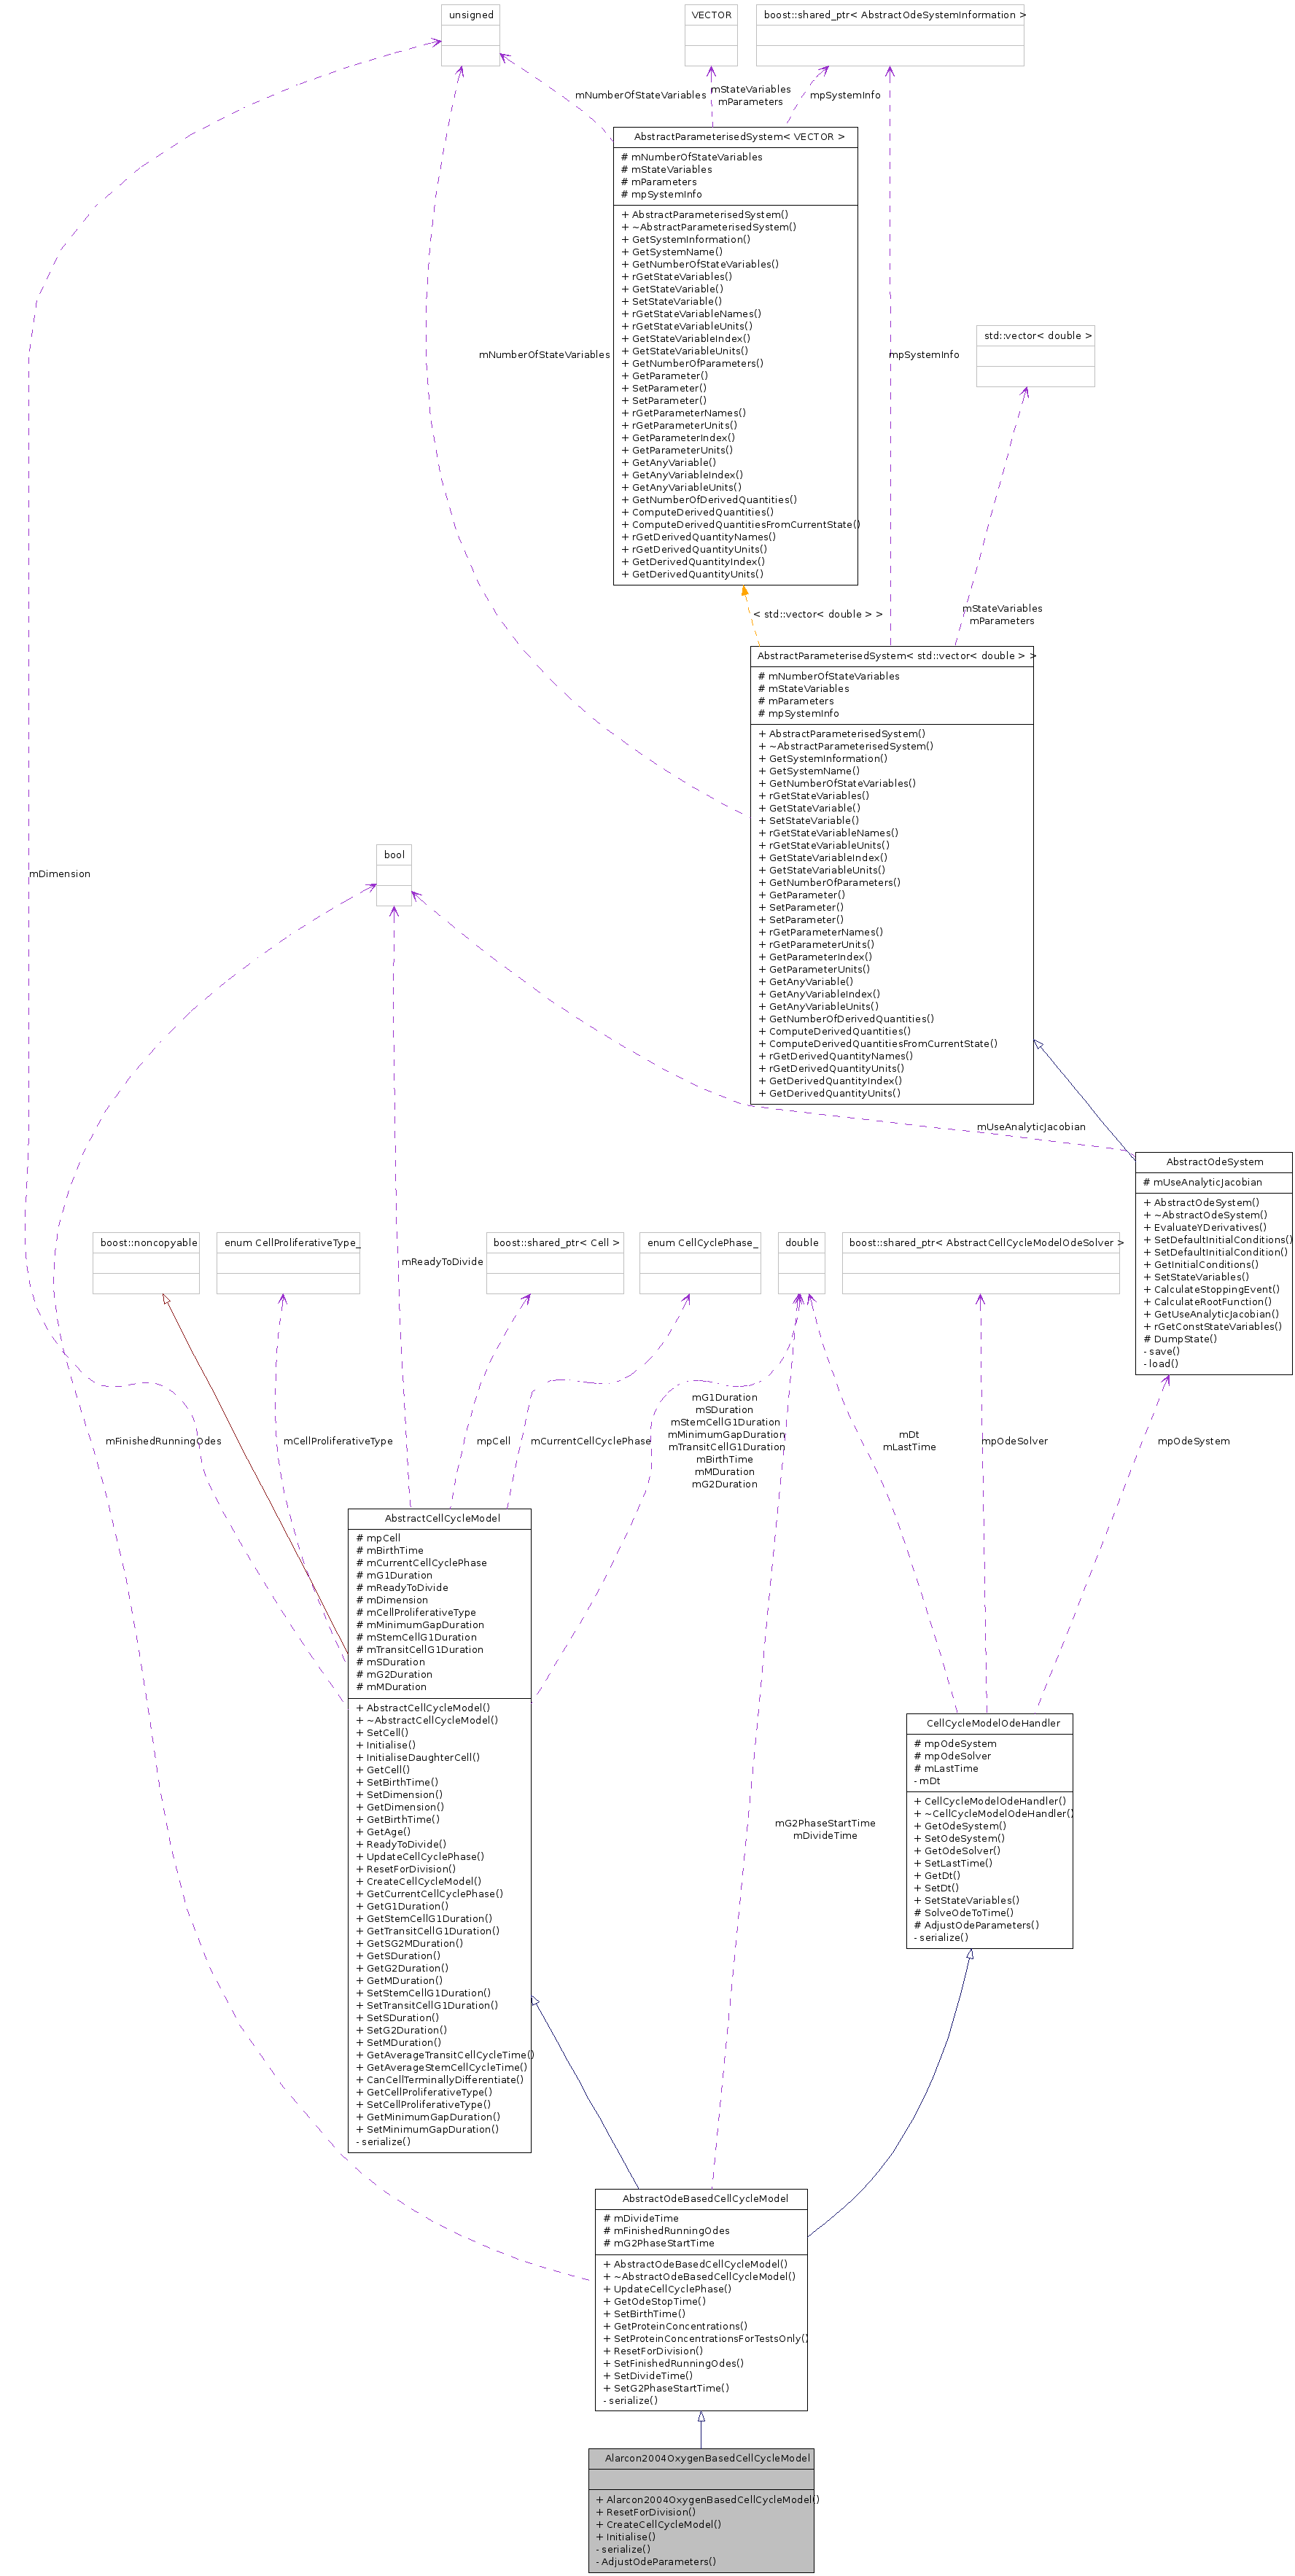 unsigned
VECTOR
boost::shared_ptr< AbstractOdeSystemInformation >
mNumberOfStateVariables
mStateVariables
mParameters
mpSystemInfo
AbstractParameterisedSystem< VECTOR >
# mNumberOfStateVariables
# mStateVariables
# mParameters
# mpSystemInfo
+ AbstractParameterisedSystem()
+ ~AbstractParameterisedSystem()
+ GetSystemInformation()
+ GetSystemName()
+ GetNumberOfStateVariables()
+ rGetStateVariables()
+ GetStateVariable()
+ SetStateVariable()
+ rGetStateVariableNames()
+ rGetStateVariableUnits()
+ GetStateVariableIndex()
+ GetStateVariableUnits()
+ GetNumberOfParameters()
+ GetParameter()
+ SetParameter()
+ SetParameter()
+ rGetParameterNames()
+ rGetParameterUnits()
+ GetParameterIndex()
+ GetParameterUnits()
+ GetAnyVariable()
+ GetAnyVariableIndex()
+ GetAnyVariableUnits()
+ GetNumberOfDerivedQuantities()
+ ComputeDerivedQuantities()
+ ComputeDerivedQuantitiesFromCurrentState()
+ rGetDerivedQuantityNames()
+ rGetDerivedQuantityUnits()
+ GetDerivedQuantityIndex()
+ GetDerivedQuantityUnits()
mNumberOfStateVariables
mpSystemInfo
std::vector< double >
< std::vector< double > >
mStateVariables
mParameters
AbstractParameterisedSystem< std::vector< double > >
# mNumberOfStateVariables
# mStateVariables
# mParameters
# mpSystemInfo
+ AbstractParameterisedSystem()
+ ~AbstractParameterisedSystem()
+ GetSystemInformation()
+ GetSystemName()
+ GetNumberOfStateVariables()
+ rGetStateVariables()
+ GetStateVariable()
+ SetStateVariable()
+ rGetStateVariableNames()
+ rGetStateVariableUnits()
+ GetStateVariableIndex()
+ GetStateVariableUnits()
+ GetNumberOfParameters()
+ GetParameter()
+ SetParameter()
+ SetParameter()
+ rGetParameterNames()
+ rGetParameterUnits()
+ GetParameterIndex()
+ GetParameterUnits()
+ GetAnyVariable()
+ GetAnyVariableIndex()
+ GetAnyVariableUnits()
+ GetNumberOfDerivedQuantities()
+ ComputeDerivedQuantities()
+ ComputeDerivedQuantitiesFromCurrentState()
+ rGetDerivedQuantityNames()
+ rGetDerivedQuantityUnits()
+ GetDerivedQuantityIndex()
+ GetDerivedQuantityUnits()
bool
mDimension
mUseAnalyticJacobian
AbstractOdeSystem
# mUseAnalyticJacobian
+ AbstractOdeSystem()
+ ~AbstractOdeSystem()
+ EvaluateYDerivatives()
+ SetDefaultInitialConditions()
+ SetDefaultInitialCondition()
+ GetInitialConditions()
+ SetStateVariables()
+ CalculateStoppingEvent()
+ CalculateRootFunction()
+ GetUseAnalyticJacobian()
+ rGetConstStateVariables()
# DumpState()
- save()
- load()
boost::noncopyable
enum CellProliferativeType_
mReadyToDivide
boost::shared_ptr< Cell >
enum CellCyclePhase_
double
boost::shared_ptr< AbstractCellCycleModelOdeSolver >
mFinishedRunningOdes
mCellProliferativeType
mpCell
mCurrentCellCyclePhase
mG1Duration
mSDuration
mStemCellG1Duration
mMinimumGapDuration
mTransitCellG1Duration
mBirthTime
mMDuration
mG2Duration
mDt
mLastTime
mpOdeSolver
mpOdeSystem
AbstractCellCycleModel
# mpCell
# mBirthTime
# mCurrentCellCyclePhase
# mG1Duration
# mReadyToDivide
# mDimension
# mCellProliferativeType
# mMinimumGapDuration
# mStemCellG1Duration
# mTransitCellG1Duration
# mSDuration
# mG2Duration
# mMDuration
+ AbstractCellCycleModel()
+ ~AbstractCellCycleModel()
+ SetCell()
+ Initialise()
+ InitialiseDaughterCell()
+ GetCell()
+ SetBirthTime()
+ SetDimension()
+ GetDimension()
+ GetBirthTime()
+ GetAge()
+ ReadyToDivide()
+ UpdateCellCyclePhase()
+ ResetForDivision()
+ CreateCellCycleModel()
+ GetCurrentCellCyclePhase()
+ GetG1Duration()
+ GetStemCellG1Duration()
+ GetTransitCellG1Duration()
+ GetSG2MDuration()
+ GetSDuration()
+ GetG2Duration()
+ GetMDuration()
+ SetStemCellG1Duration()
+ SetTransitCellG1Duration()
+ SetSDuration()
+ SetG2Duration()
+ SetMDuration()
+ GetAverageTransitCellCycleTime()
+ GetAverageStemCellCycleTime()
+ CanCellTerminallyDifferentiate()
+ GetCellProliferativeType()
+ SetCellProliferativeType()
+ GetMinimumGapDuration()
+ SetMinimumGapDuration()
- serialize()
mG2PhaseStartTime
mDivideTime
CellCycleModelOdeHandler
# mpOdeSystem
# mpOdeSolver
# mLastTime
- mDt
+ CellCycleModelOdeHandler()
+ ~CellCycleModelOdeHandler()
+ GetOdeSystem()
+ SetOdeSystem()
+ GetOdeSolver()
+ SetLastTime()
+ GetDt()
+ SetDt()
+ SetStateVariables()
# SolveOdeToTime()
# AdjustOdeParameters()
- serialize()
AbstractOdeBasedCellCycleModel
# mDivideTime
# mFinishedRunningOdes
# mG2PhaseStartTime
+ AbstractOdeBasedCellCycleModel()
+ ~AbstractOdeBasedCellCycleModel()
+ UpdateCellCyclePhase()
+ GetOdeStopTime()
+ SetBirthTime()
+ GetProteinConcentrations()
+ SetProteinConcentrationsForTestsOnly()
+ ResetForDivision()
+ SetFinishedRunningOdes()
+ SetDivideTime()
+ SetG2PhaseStartTime()
- serialize()
Alarcon2004OxygenBasedCellCycleModel
+ Alarcon2004OxygenBasedCellCycleModel()
+ ResetForDivision()
+ CreateCellCycleModel()
+ Initialise()
- serialize()
- AdjustOdeParameters()